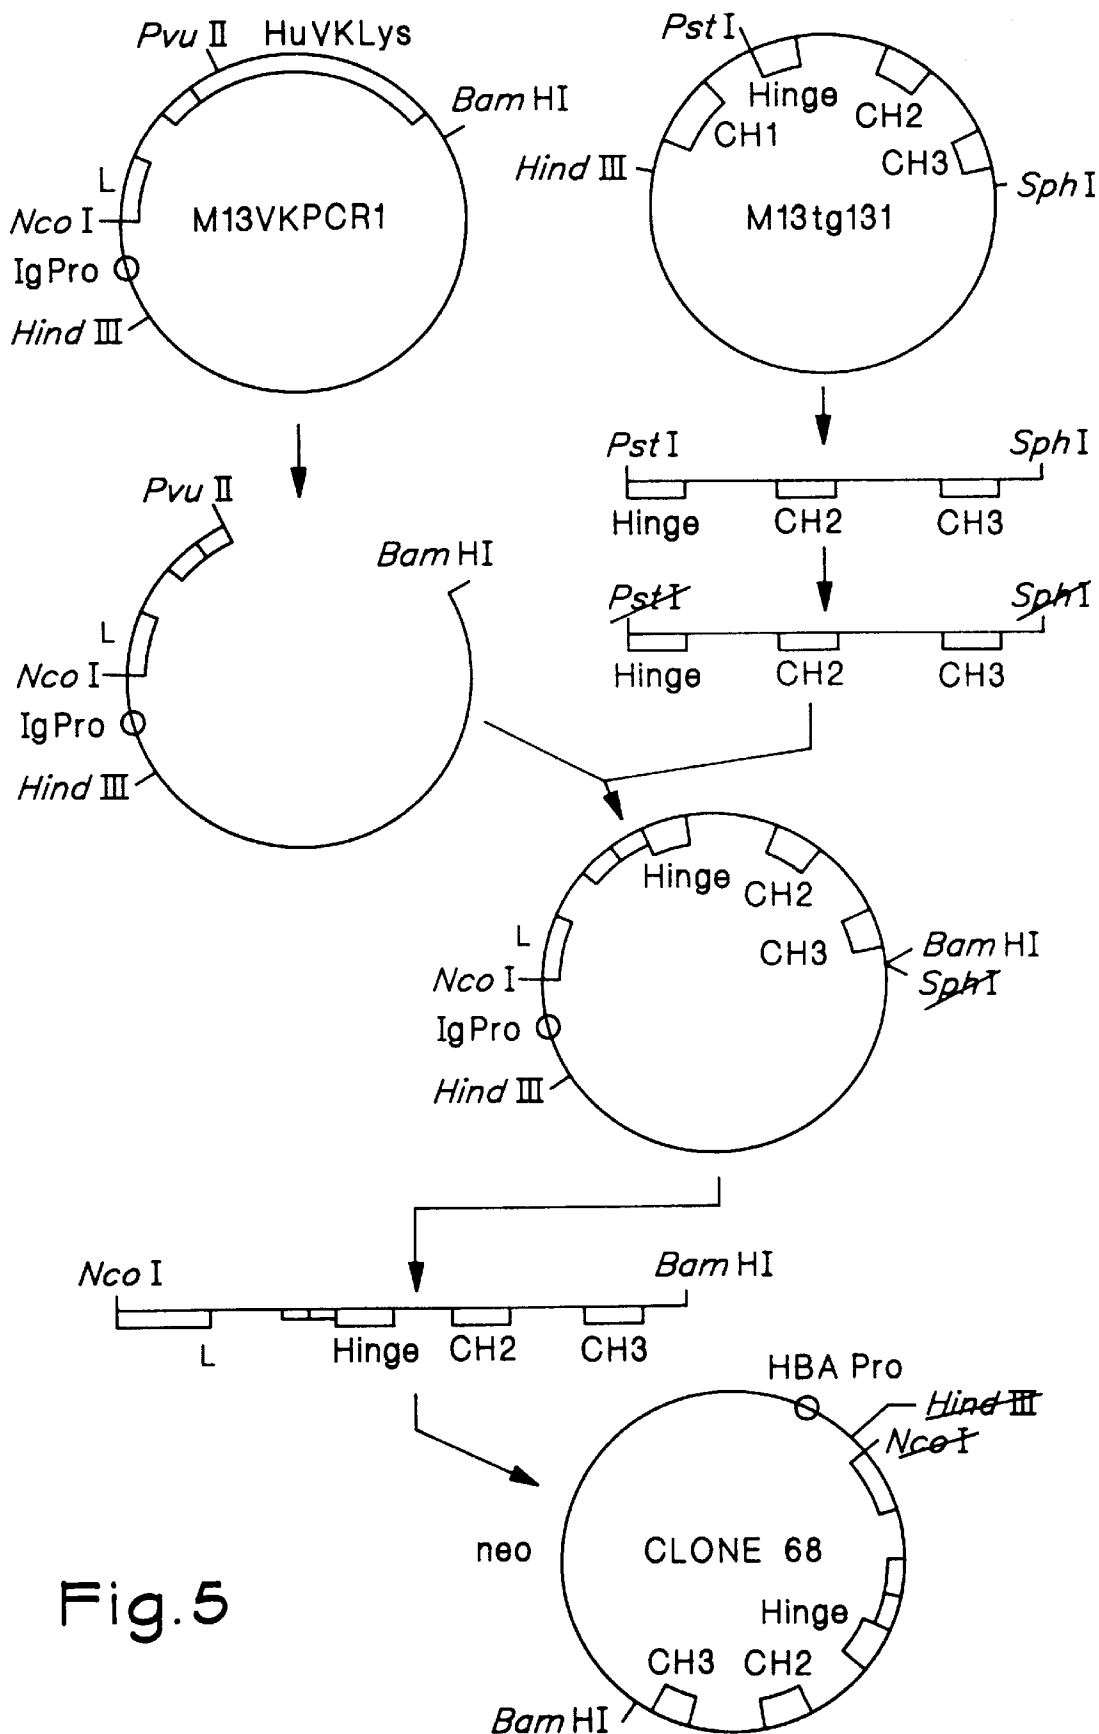 Pvu II
HuVKLys
Bam HI
L
Nco I
M13VKPCR1
IgPro
Hind III
Pst I
Hinge
CH2
CH1
CH3
Hind III
Sph I
M13tg131
Pst I
Sph I
Hinge
CH2
CH3
Pst I
Sph I
Hinge
CH2
CH3
Pvu II
Bam HI
L
Nco I
IgPro
Hind III
Hinge
CH2
L
CH3
Bam HI
Nco I
Sph I
IgPro
Hind III
Nco I
Bam HI
L
Hinge
CH2
CH3
HBA Pro
Hind III
Nco I
neo
CLONE 68
Hinge
CH3
CH2
Bam HI
Fig.5